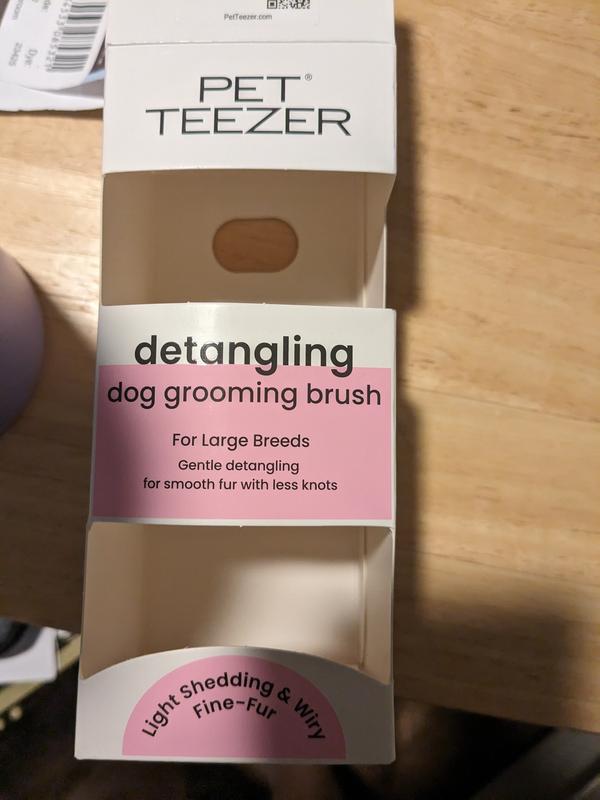 PetTeezer.com
PET®
TEEZER
detangling
dog grooming brush
For Large Breeds
Gentle detangling
for smooth fur with less knots
Light Shedding & Wiry
Fine-Fur